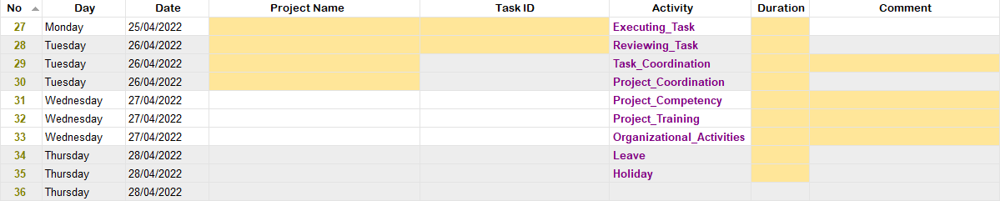 No Day Date Project Name Task ID Activity Duration Comment
27 Monday 25/04/2022 Executing_Task
28 Tuesday 26/04/2022 Reviewing_Task
29 Tuesday 26/04/2022 Task_Coordination
30 Tuesday 26/04/2022 Project_Coordination
31 Wednesday 27/04/2022 Project_Competency
32 Wednesday 27/04/2022 Project_Training
33 Wednesday 27/04/2022 Organizational_Activities
34 Thursday 28/04/2022 Leave
35 Thursday 28/04/2022 Holiday
36 Thursday 28/04/2022